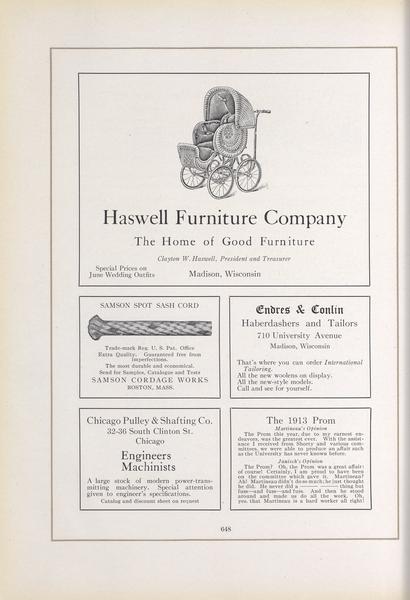 Haswell Furniture Company
The Home of Good Furniture
Clayton W. Haswell, President and Treasurer
Special Prices on
June Wedding Outfits
Madison, Wisconsin
SAMSON SPOT SASH CORD
Trade-mark Reg. U. S. Pat. Office
Extra Quality. Guaranteed free from
imperfections.
The most durable and economical.
Send for Samples, Catalogue and Tests
SAMSON CORDAGE WORKS
BOSTON, MASS.
Endres & Conlin
Haberdashers and Tailors
710 University Avenue
Madison, Wisconsin
That's where you can order International
Tailoring.
All the new woolens on display.
All the new-style models.
Call and see for yourself.
Chicago Pulley & Shafting Co.
32-36 South Clinton St.
Chicago
Engineers
Machinists
A large stock of modern power-trans-
mitting machinery. Special attention
given to engineer's specifications.
Catalog and discount sheet on request
The 1913 Prom
Martineau's Opinion
The Prom this year, due to my earnest en-
deavors, was the greatest ever. With the assist-
ance I received from Shorty and various com-
mittees, we were able to produce an affair such
as the University has never known before.
Janisch's Opinion
The Prom? Oh, the Prom was a great affair:
of course! Certainly, I am proud to have been
on the committee which gave it. Martineau?
Ah! Martineau didn't do so much; he just thought
he did. He never did a ——— ——— thing but
fuss—and fuss—and fuss. And then he stood
around and made us do all the work. Oh,
yes, that Martineau is a hard worker all right!
648